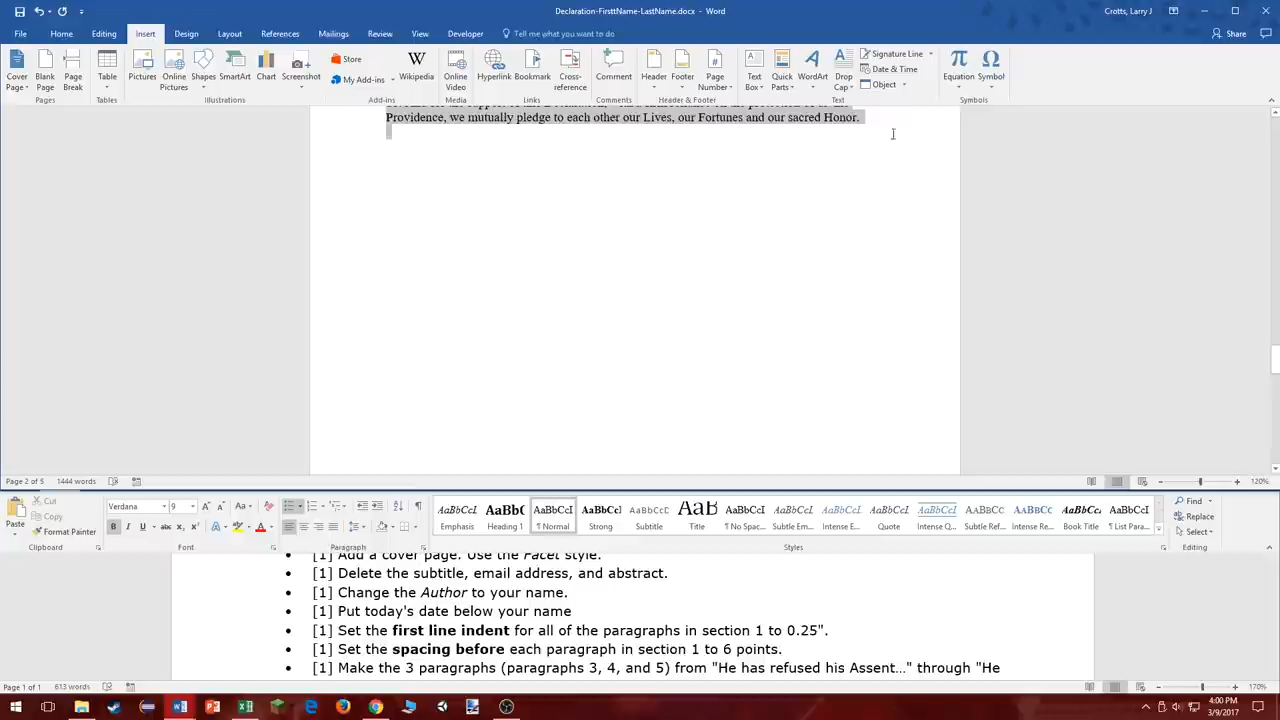 Declaration-FirsttName-LastName.docx - Word
Crotts, Larry J
File Home Editing Insert Design Layout References Mailings Review View Developer Tell me what you want to do Share
Cover Page Blank Page Page Break
Table
Pictures Online Pictures Shapes SmartArt Chart Screenshot
Store
My Add-ins
Wikipedia
Online Video
Hyperlink Bookmark Cross-reference
Comment
Header Footer Page Number
Text Box Quick Parts WordArt Drop Cap
Signature Line
Date & Time
Object
Equation Symbol
Pages Tables Illustrations Add-ins Media Links Comments Header & Footer Text Symbols
Providence, we mutually pledge to each other our Lives, our Fortunes and our sacred Honor.
Page 2 of 5 1444 words 120%
Paste
Cut
Copy
Format Painter
Verdana 9
AaBbCcI Emphasis
AaBb( Heading 1
AaBbCcI ¶ Normal
AaBbCc Strong
AaBbCcI Subtitle
AaB Title
AaBbCcI ¶ No Spac...
AaBbCcI Subtle Em...
AaBbCcI Intense E...
AaBbCcI Quote
AaBbCcI Intense Q...
AaBbCcI Subtle Ref...
AaBbCcI Intense Re...
AaBbCc Book Title
AaBbCcI ¶ List Para...
Find
Replace
Select
Clipboard Font Paragraph Styles Editing
• [1] Add a cover page. Use the Facet style.
• [1] Delete the subtitle, email address, and abstract.
• [1] Change the Author to your name.
• [1] Put today's date below your name
• [1] Set the first line indent for all of the paragraphs in section 1 to 0.25".
• [1] Set the spacing before each paragraph in section 1 to 6 points.
• [1] Make the 3 paragraphs (paragraphs 3, 4, and 5) from "He has refused his Assent…" through "He
Page 1 of 1 613 words 170%
4:00 PM
3/9/2017